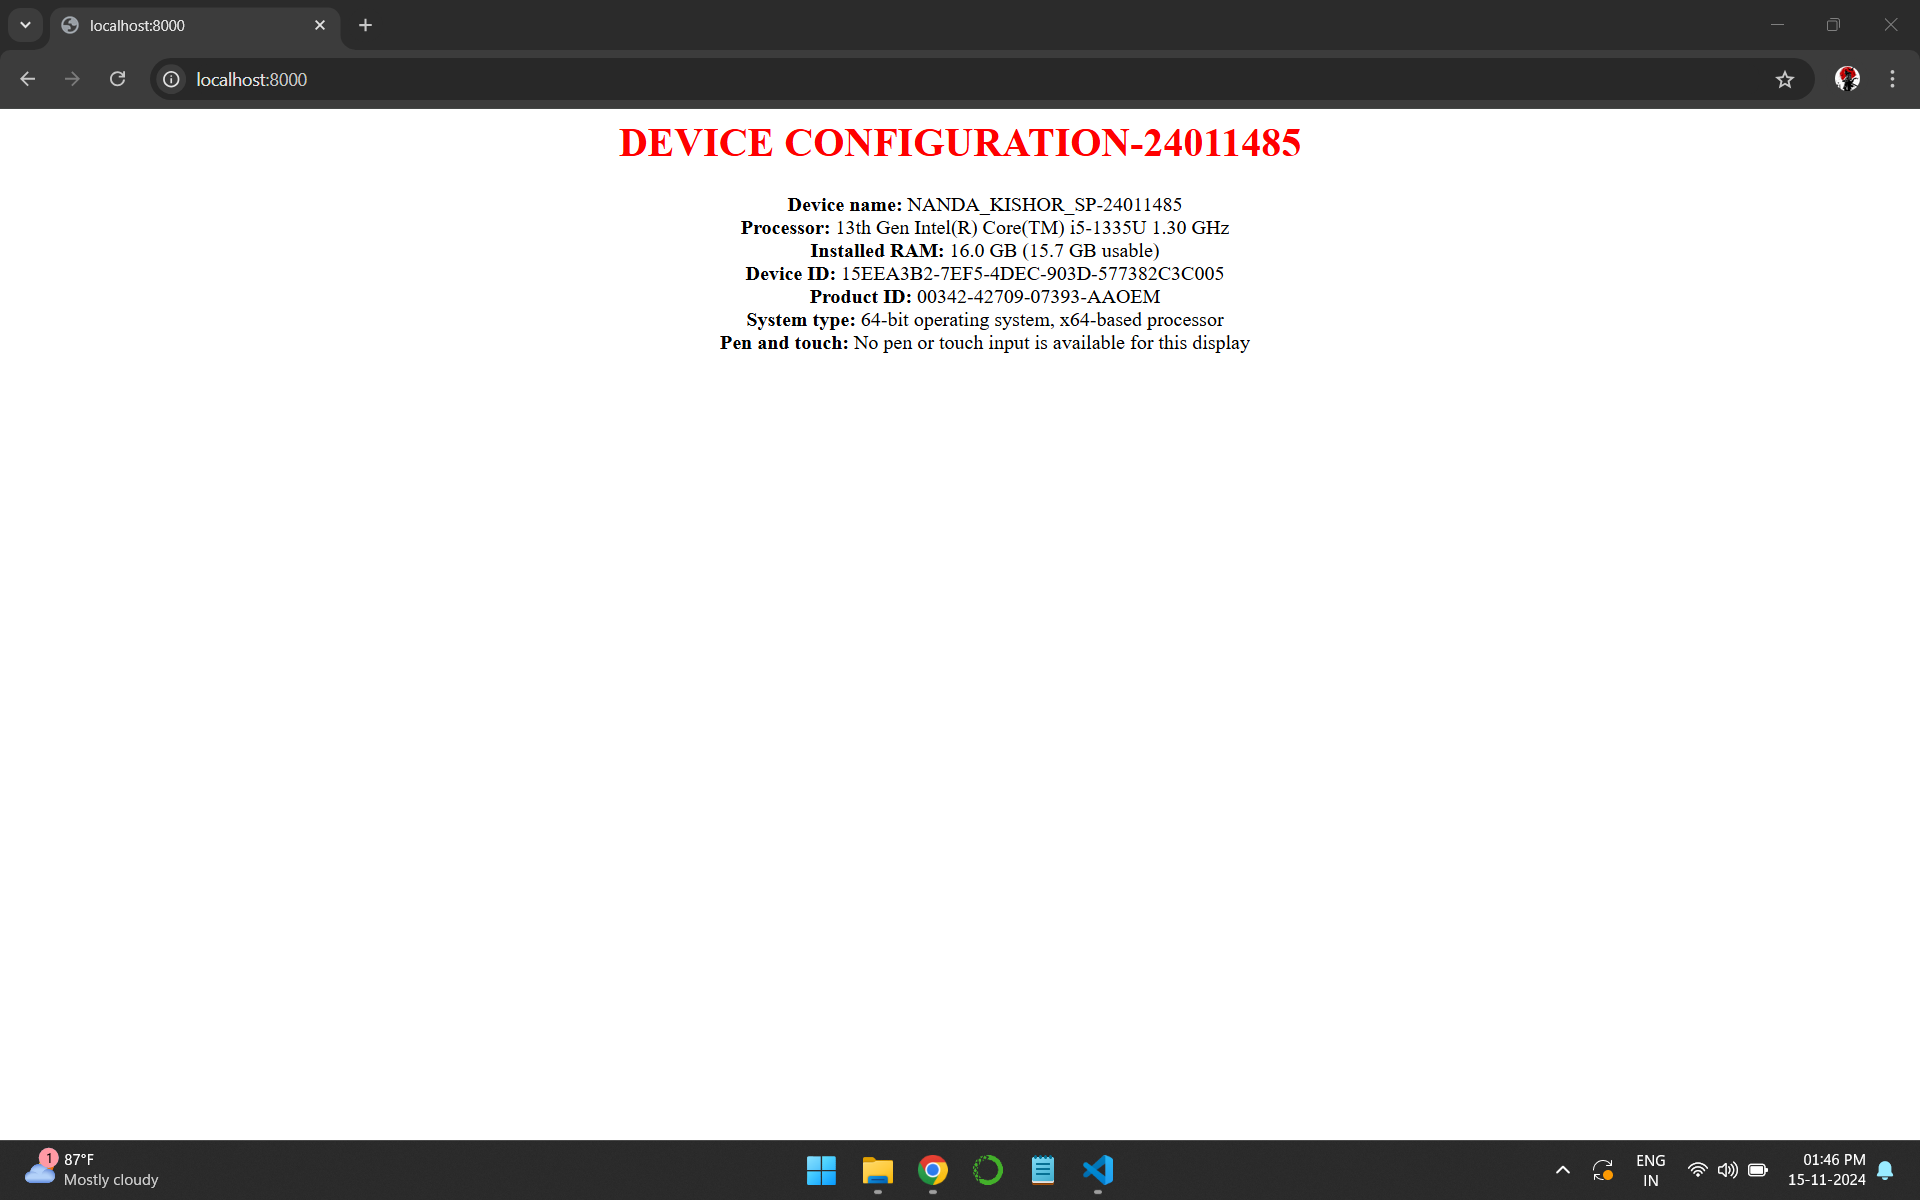 localhost:8000
localhost:8000
DEVICE CONFIGURATION-24011485
Device name: NANDA_KISHOR_SP-24011485
Processor: 13th Gen Intel(R) Core(TM) i5-1335U 1.30 GHz
Installed RAM: 16.0 GB (15.7 GB usable)
Device ID: 15EEA3B2-7EF5-4DEC-903D-577382C3C005
Product ID: 00342-42709-07393-AAOEM
System type: 64-bit operating system, x64-based processor
Pen and touch: No pen or touch input is available for this display
1
87°F
Mostly cloudy
ENG
IN
01:46 PM
15-11-2024